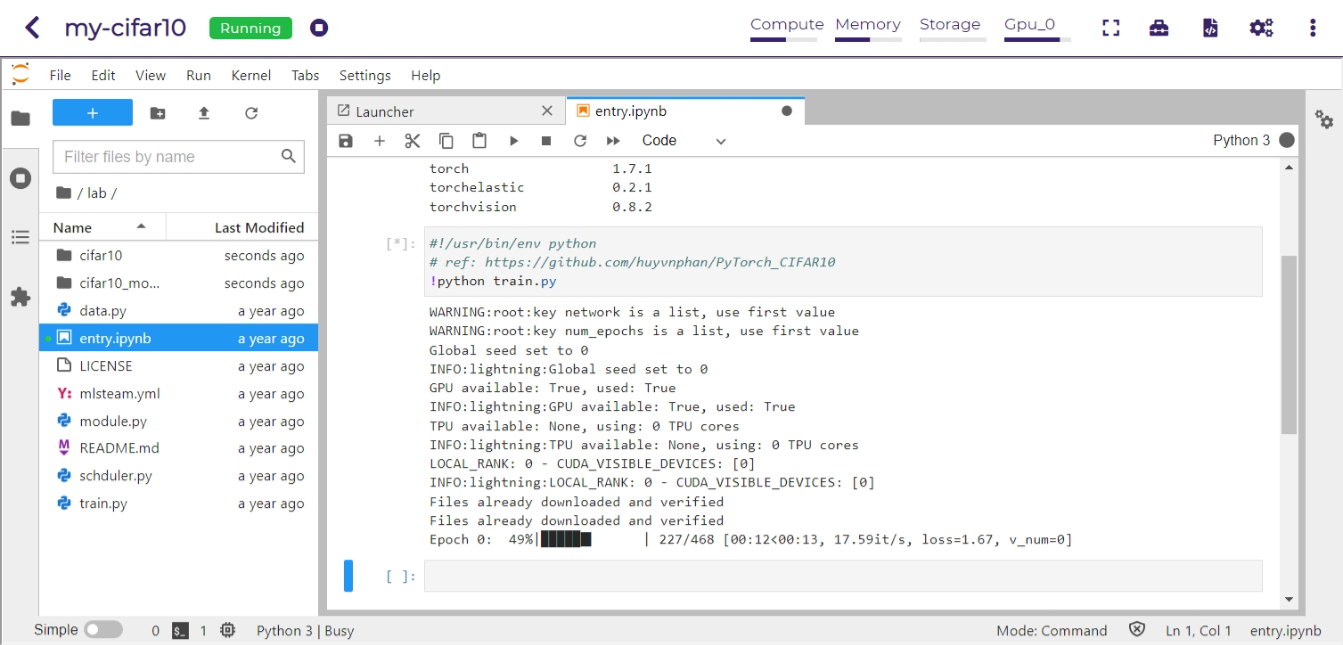 my-cifar10 Running Compute Memory Storage Gpu_0
File Edit View Run Kernel Tabs Settings Help
+
Launcher
entry.ipynb
Filter files by name
Code
Python 3
/ lab /
Name Last Modified
cifar10 seconds ago
cifar10_mo... seconds ago
data.py a year ago
entry.ipynb a year ago
LICENSE a year ago
Y: mlsteam.yml a year ago
module.py a year ago
M README.md a year ago
schduler.py a year ago
train.py a year ago
torch 1.7.1
torchelastic 0.2.1
torchvision 0.8.2
[*]: #!/usr/bin/env python
# ref: https://github.com/huyvnphan/PyTorch_CIFAR10
!python train.py
WARNING:root:key network is a list, use first value
WARNING:root:key num_epochs is a list, use first value
Global seed set to 0
INFO:lightning:Global seed set to 0
GPU available: True, used: True
INFO:lightning:GPU available: True, used: True
TPU available: None, using: 0 TPU cores
INFO:lightning:TPU available: None, using: 0 TPU cores
LOCAL_RANK: 0 - CUDA_VISIBLE_DEVICES: [0]
INFO:lightning:LOCAL_RANK: 0 - CUDA_VISIBLE_DEVICES: [0]
Files already downloaded and verified
Files already downloaded and verified
Epoch 0: 49%|██████ | 227/468 [00:12<00:13, 17.59it/s, loss=1.67, v_num=0]
[ ]:
Simple 0 $_ 1 Python 3 | Busy Mode: Command Ln 1, Col 1 entry.ipynb